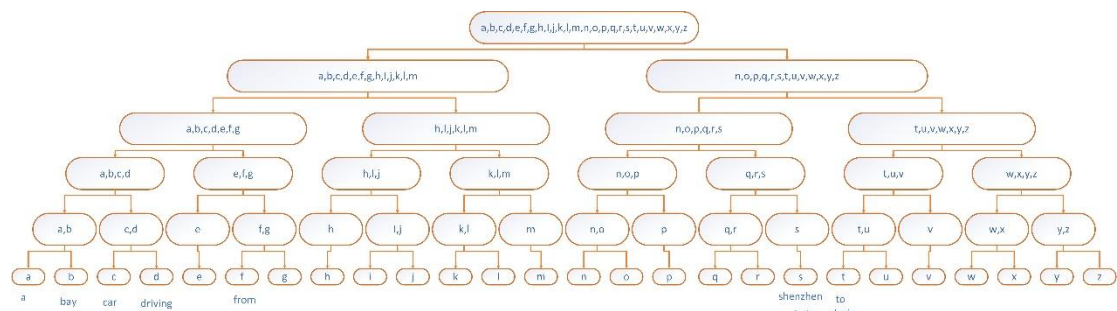 a,b,c,d,e,f,g,h,I,j,k,l,m,n,o,p,q,r,s,t,u,v,w,x,y,z
a,b,c,d,e,f,g,h,I,j,k,l,m n,o,p,q,r,s,t,u,v,w,x,y,z
a,b,c,d,e,f,g h,I,j,k,l,m n,o,p,q,r,s t,u,v,w,x,y,z
a,b,c,d e,f,g h,I,j k,l,m n,o,p q,r,s t,u,v w,x,y,z
a,b c,d e f,g h I,j k,l m n,o p q,r s t,u v w,x y,z
a b c d e f g h i j k l m n o p q r s t u v w x y z
a bay car driving from shenzhen to